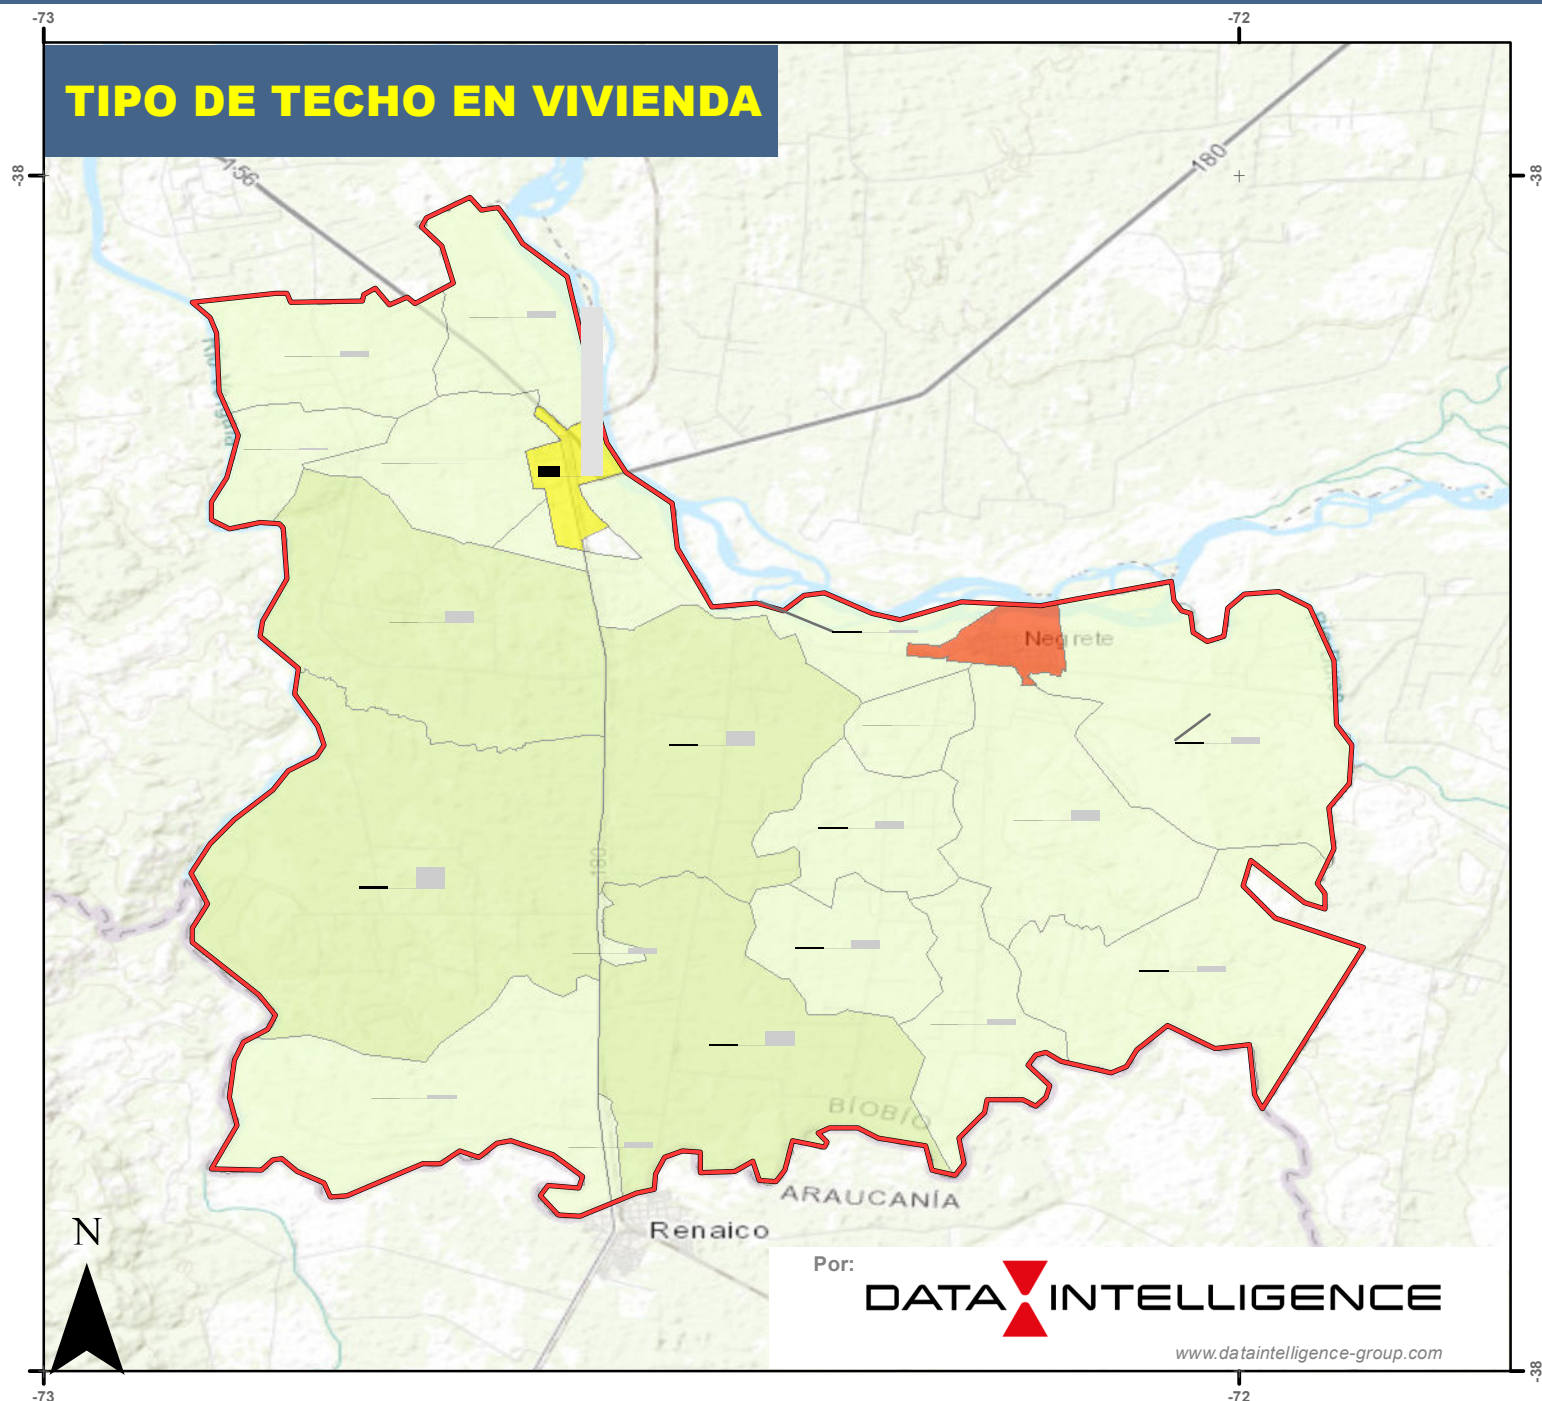 -73
-72
TIPO DE TECHO EN VIVIENDA
156
180
-38
-38
Negrete
180
BÍOBÍO
ARAUCANÍA
Renaico
N
Por:
DATA INTELLIGENCE
www.dataintelligence-group.com
-38
-73
-72